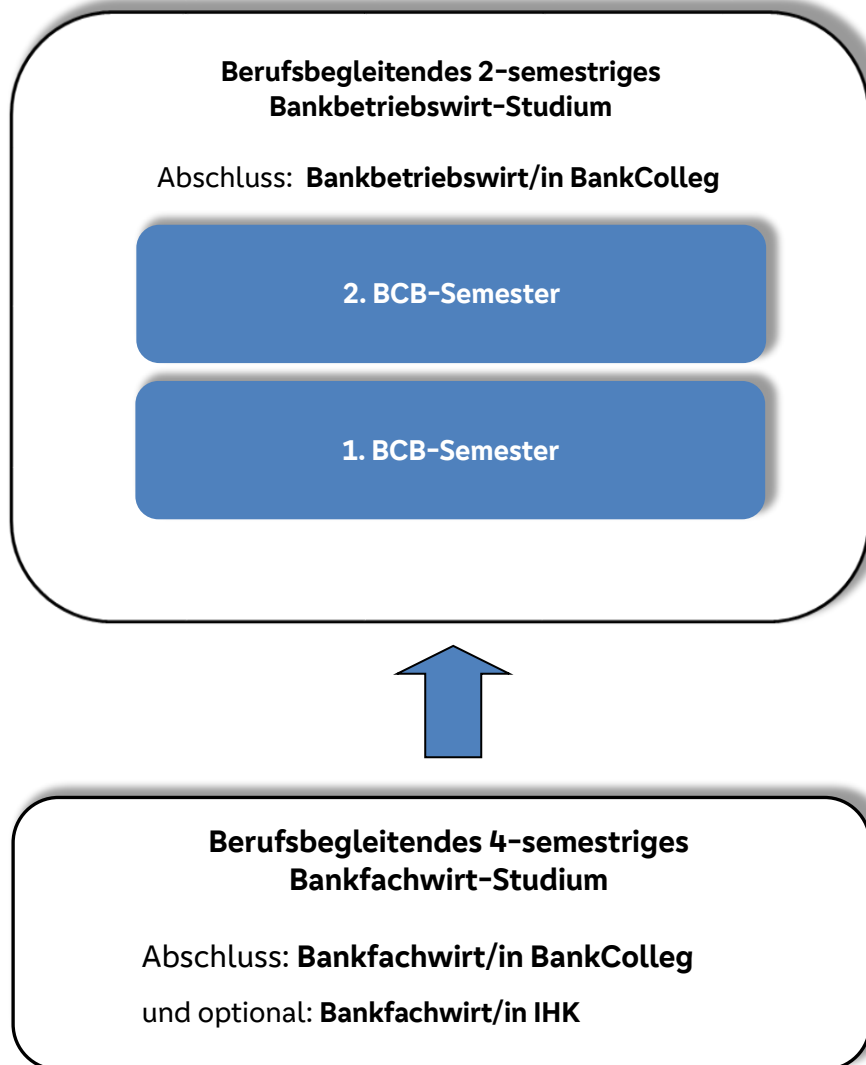 Berufsbegleitendes 2-semestriges
Bankbetriebswirt-Studium
Abschluss: Bankbetriebswirt/in BankColleg
2. BCB-Semester
1. BCB-Semester
Berufsbegleitendes 4-semestriges
Bankfachwirt-Studium
Abschluss: Bankfachwirt/in BankColleg
und optional: Bankfachwirt/in IHK